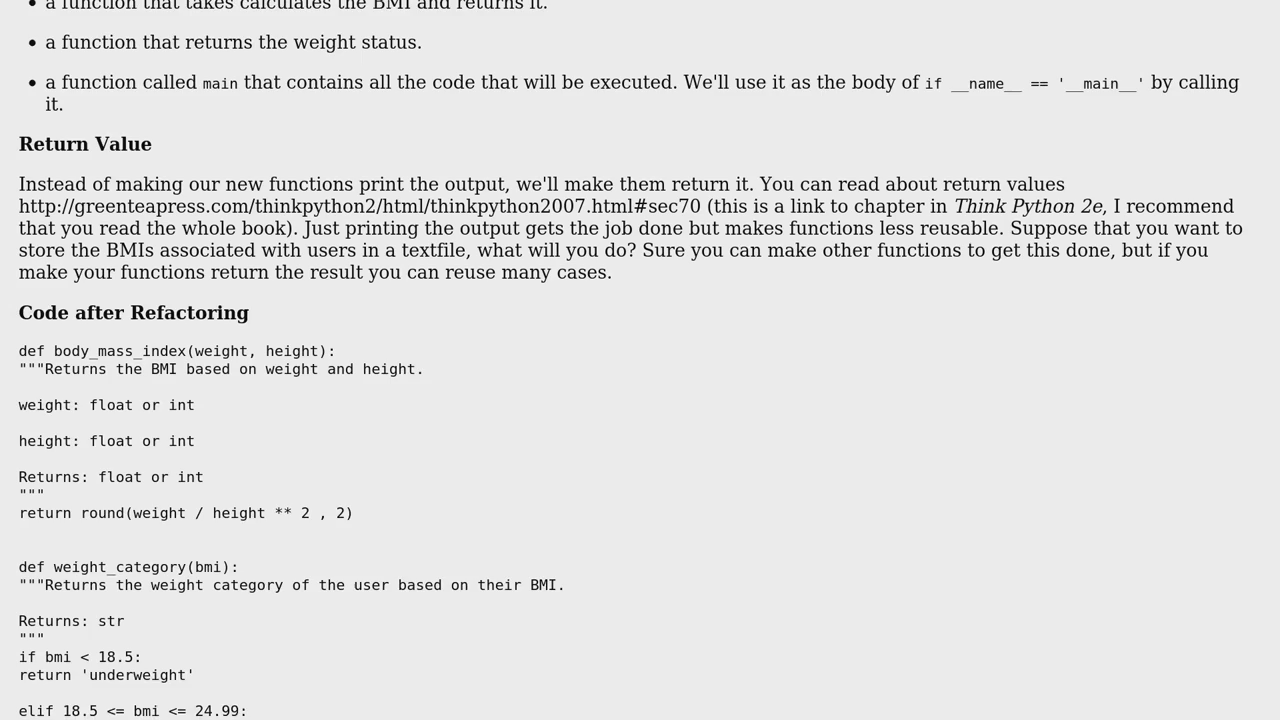 a function that takes calculates the BMI and returns it.
a function that returns the weight status.
a function called main that contains all the code that will be executed. We'll use it as the body of if __name__ == '__main__' by calling
it.
Return Value
Instead of making our new functions print the output, we'll make them return it. You can read about return values
http://greenteapress.com/thinkpython2/html/thinkpython2007.html#sec70 (this is a link to chapter in Think Python 2e, I recommend
that you read the whole book). Just printing the output gets the job done but makes functions less reusable. Suppose that you want to
store the BMIs associated with users in a textfile, what will you do? Sure you can make other functions to get this done, but if you
make your functions return the result you can reuse many cases.
Code after Refactoring
def body_mass_index(weight, height):
"""Returns the BMI based on weight and height.
weight: float or int
height: float or int
Returns: float or int
"""
return round(weight / height ** 2 , 2)
def weight_category(bmi):
"""Returns the weight category of the user based on their BMI.
Returns: str
"""
if bmi < 18.5:
return 'underweight'
elif 18.5 <= bmi <= 24.99: